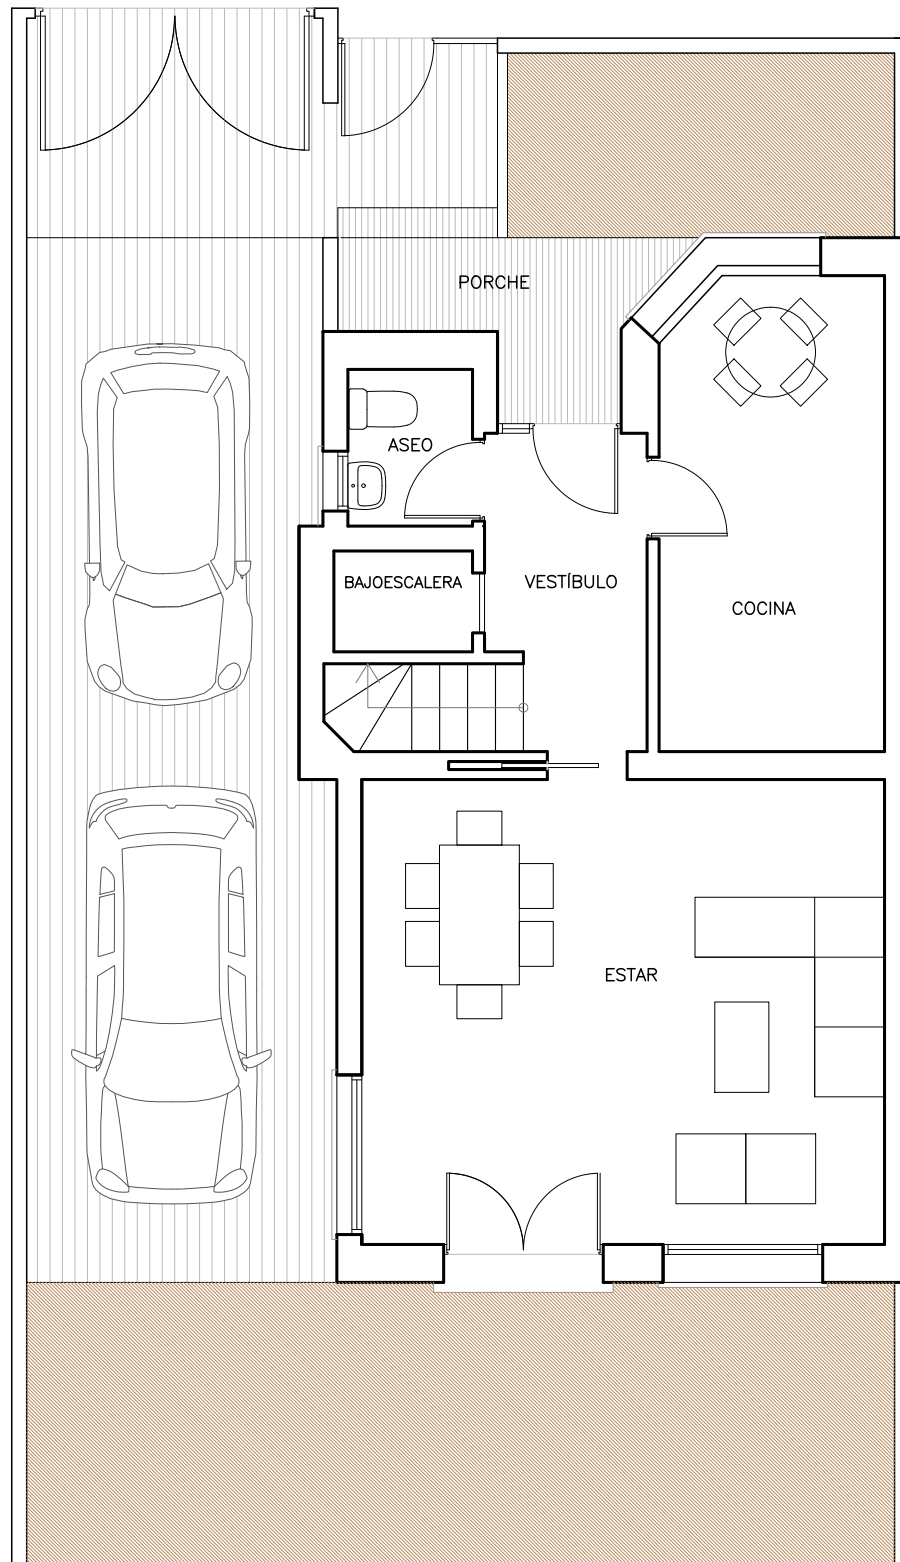 PORCHE
ASEO
BAJOESCALERA
VESTÍBULO
COCINA
ESTAR